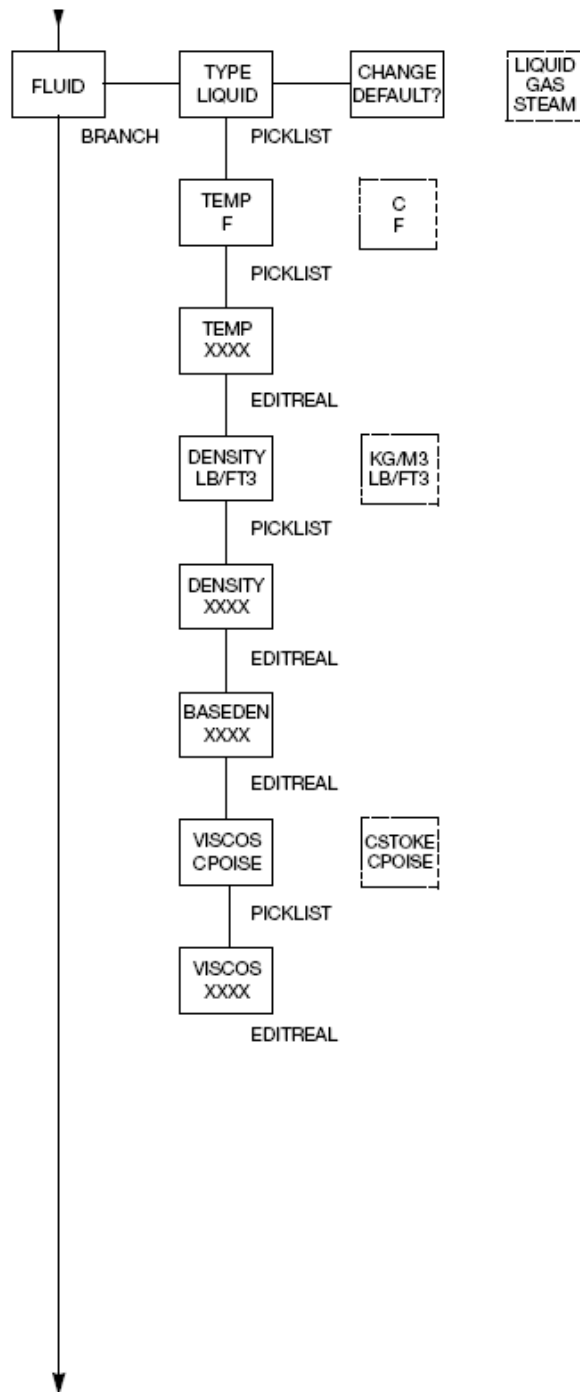 FLUID
TYPE
LIQUID
CHANGE
DEFAULT?
LIQUID
GAS
STEAM
BRANCH
PICKLIST
TEMP
F
C
F
PICKLIST
TEMP
XXXX
EDITREAL
DENSITY
LB/FT3
KG/M3
LB/FT3
PICKLIST
DENSITY
XXXX
EDITREAL
BASEDEN
XXXX
EDITREAL
VISCOS
CPOISE
CSTOKE
CPOISE
PICKLIST
VISCOS
XXXX
EDITREAL